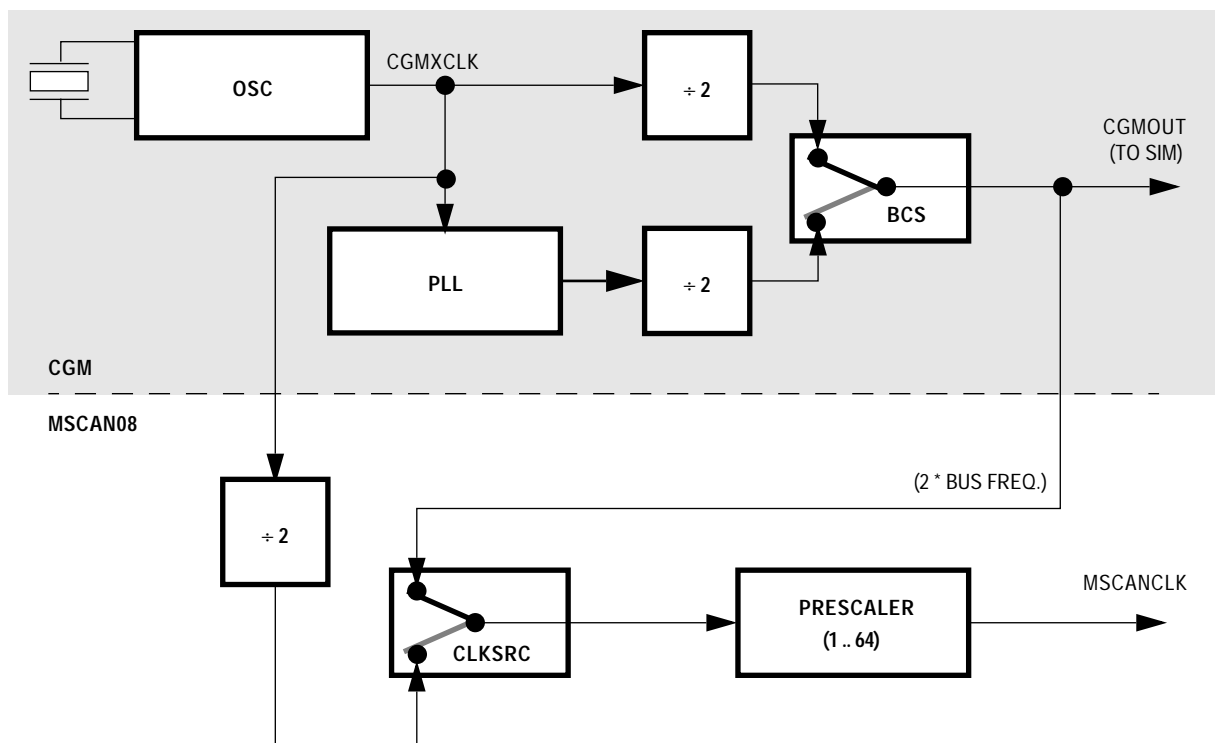 CGMXCLK
OSC
÷ 2
CGMOUT
(TO SIM)
BCS
PLL
÷ 2
CGM
MSCAN08
(2 * BUS FREQ.)
÷ 2
CLKSRC
PRESCALER
(1 .. 64)
MSCANCLK